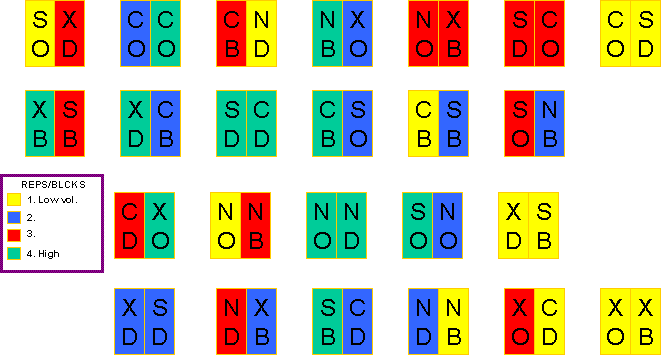 S X C C C N N X N X S C C S
O D O O B D B O O B D O D D
X S X C S C C S C S S N
B B D B D D B O B B O B
REPS/BLCKS
1. Low vol.
2.
3.
4. High
C X N N N N S N X S
D O O B O D O O D B
X S N X S C N N X C X X
D D D B B D D B O D O B